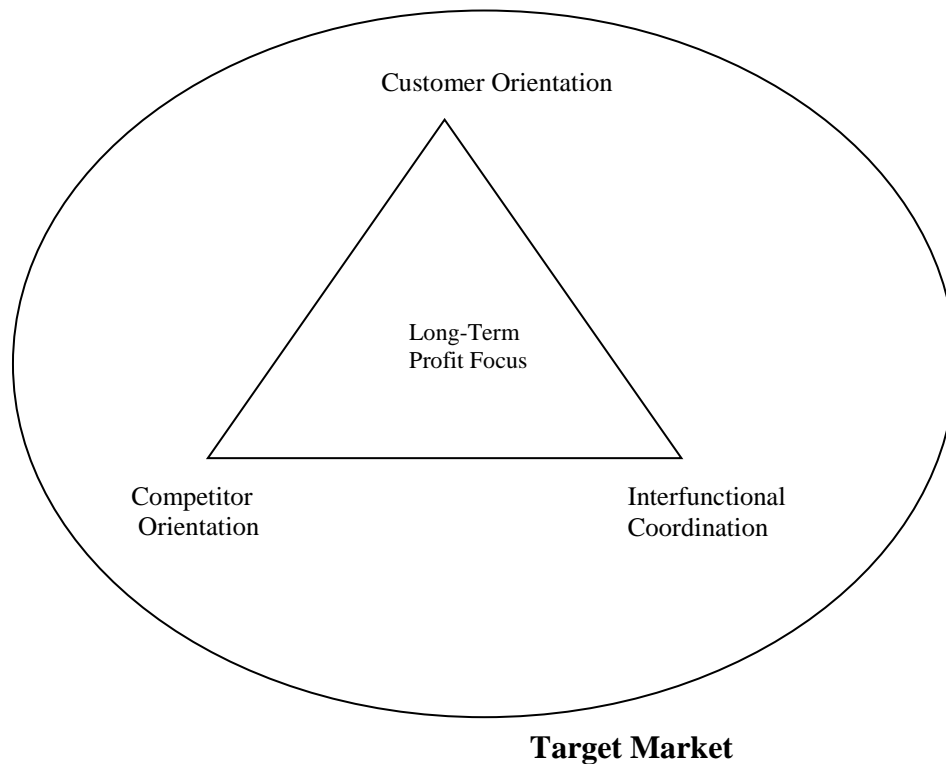 Customer Orientation
Long-Term
Profit Focus
Competitor
Orientation
Interfunctional
Coordination
Target Market